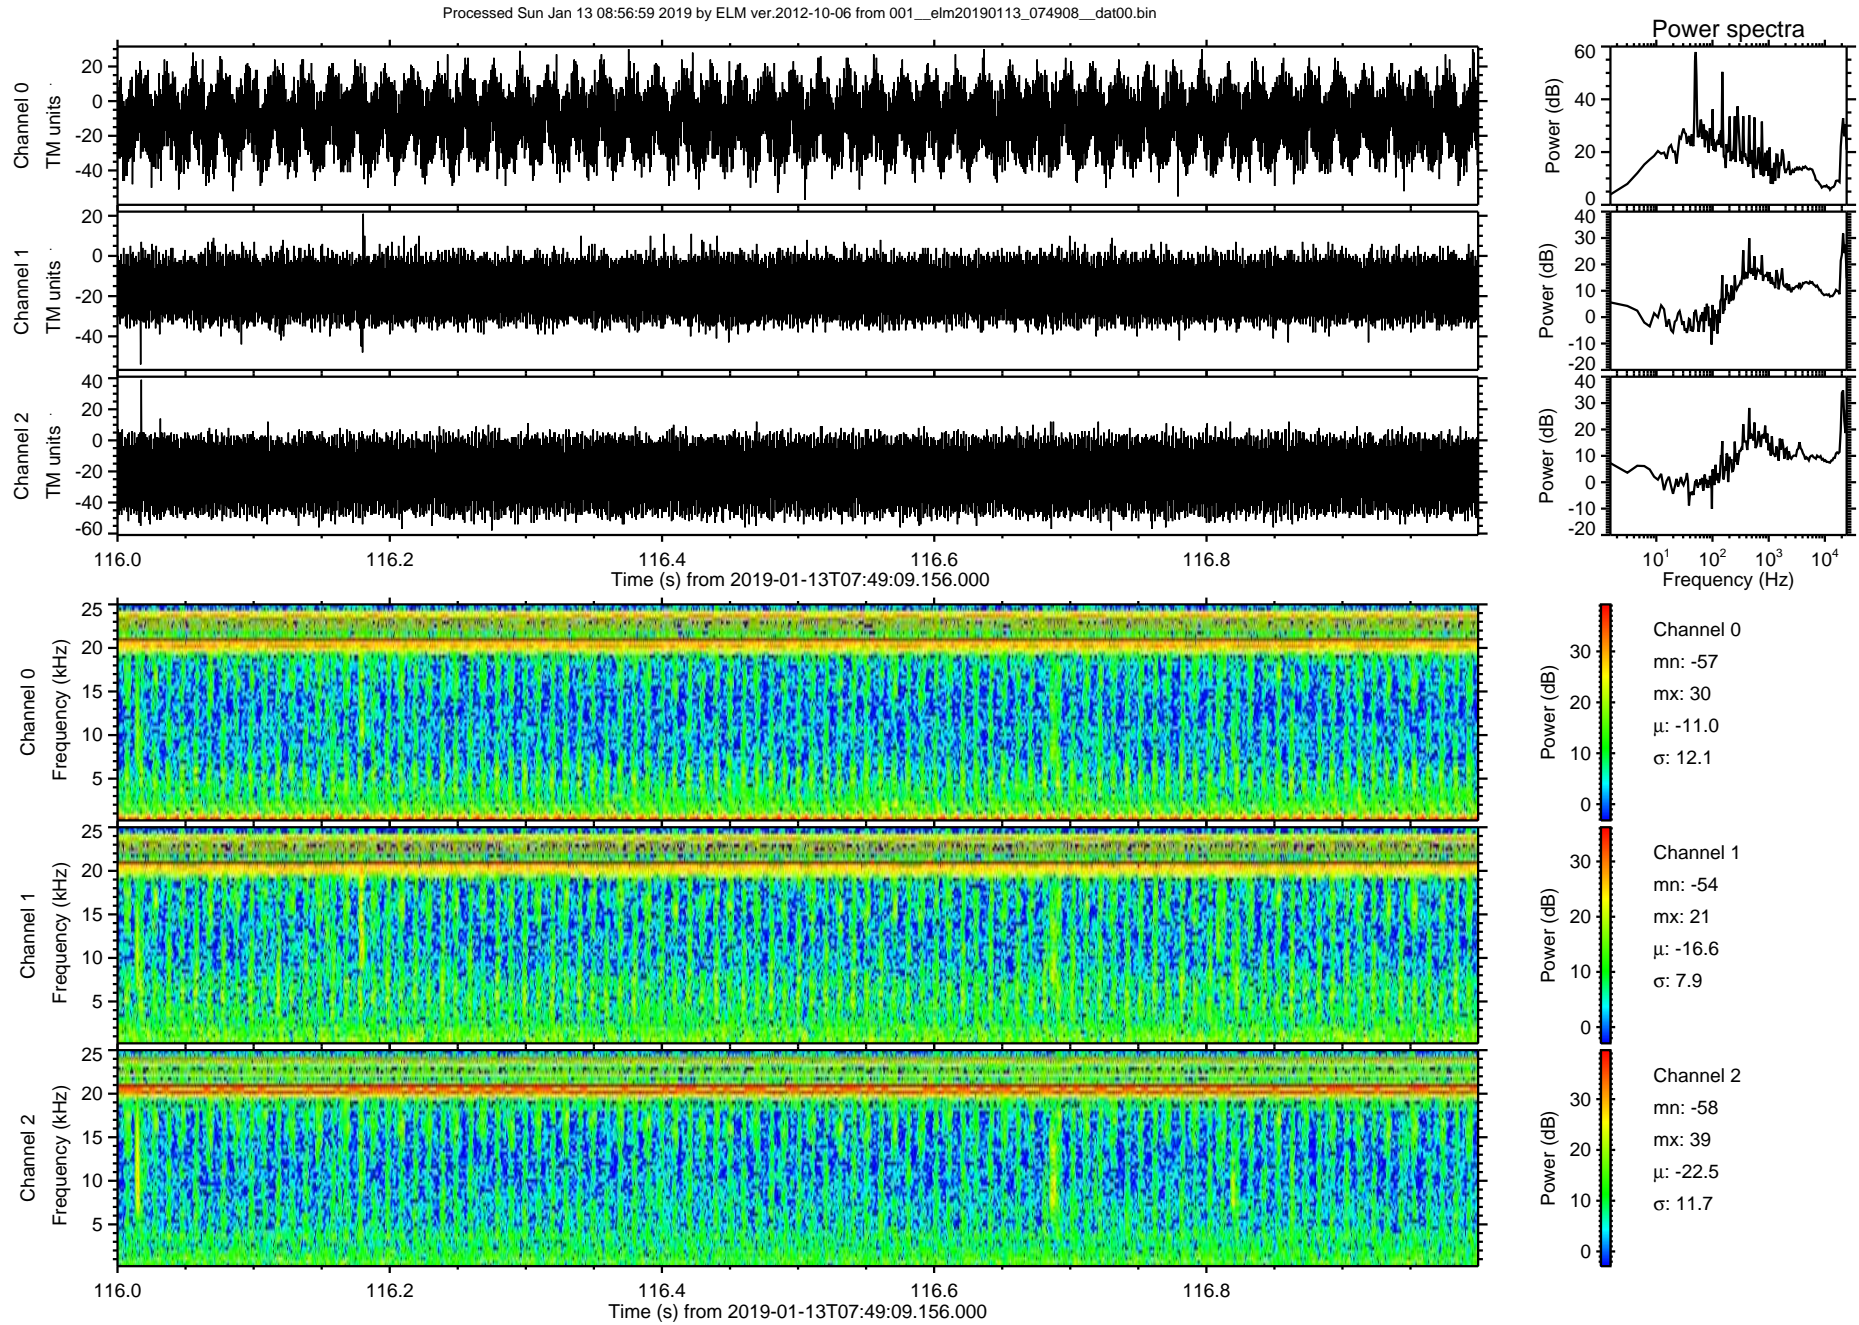 Processed Sun Jan 13 08:56:59 2019 by ELM ver.2012-10-06 from 001__elm20190113_074908__dat00.bin
Power spectra
Channel 0
TM units
20
0
-20
-40
Power (dB)
60
40
20
0
Channel 1
TM units
20
0
-20
-40
Power (dB)
40
30
20
10
0
-10
-20
Channel 2
TM units
40
20
0
-20
-40
-60
Power (dB)
40
30
20
10
0
-10
-20
116.0 116.2 116.4 116.6 116.8
Time (s) from 2019-01-13T07:49:09.156.000
10^1 10^2 10^3 10^4
Frequency (Hz)
Channel 0
Frequency (kHz)
25
20
15
10
5
Power (dB)
30
20
10
0
Channel 0
mn: -57
mx: 30
µ: -11.0
σ: 12.1
Channel 1
Frequency (kHz)
25
20
15
10
5
Power (dB)
30
20
10
0
Channel 1
mn: -54
mx: 21
µ: -16.6
σ: 7.9
Channel 2
Frequency (kHz)
25
20
15
10
5
Power (dB)
30
20
10
0
Channel 2
mn: -58
mx: 39
µ: -22.5
σ: 11.7
116.0 116.2 116.4 116.6 116.8
Time (s) from 2019-01-13T07:49:09.156.000